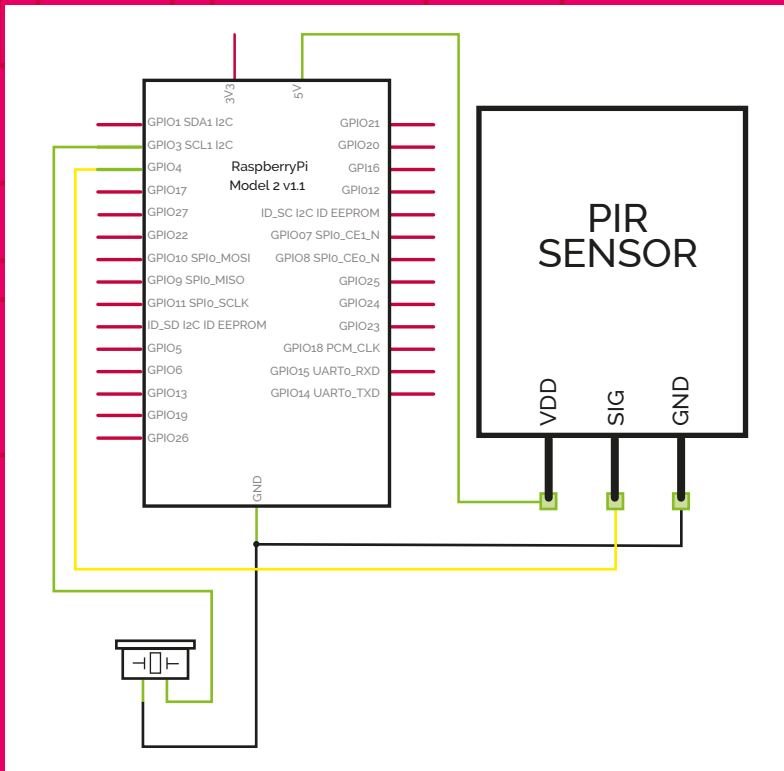 3V3
5V
GPIO1 SDA1 I2C
GPIO3 SCL1 I2C
GPIO4
GPIO17
GPIO27
GPIO22
GPIO10 SPI0_MOSI
GPIO9 SPI0_MISO
GPIO11 SPI0_SCLK
ID_SD I2C ID EEPROM
GPIO5
GPIO6
GPIO13
GPIO19
GPIO26
RaspberryPi
Model 2 v1.1
GPIO21
GPIO20
GPI16
GPI012
ID_SC I2C ID EEPROM
GPIO07 SPI0_CE1_N
GPIO8 SPI0_CE0_N
GPIO25
GPIO24
GPIO23
GPIO18 PCM_CLK
GPIO15 UART0_RXD
GPIO14 UART0_TXD
GND
PIR
SENSOR
VDD
SIG
GND